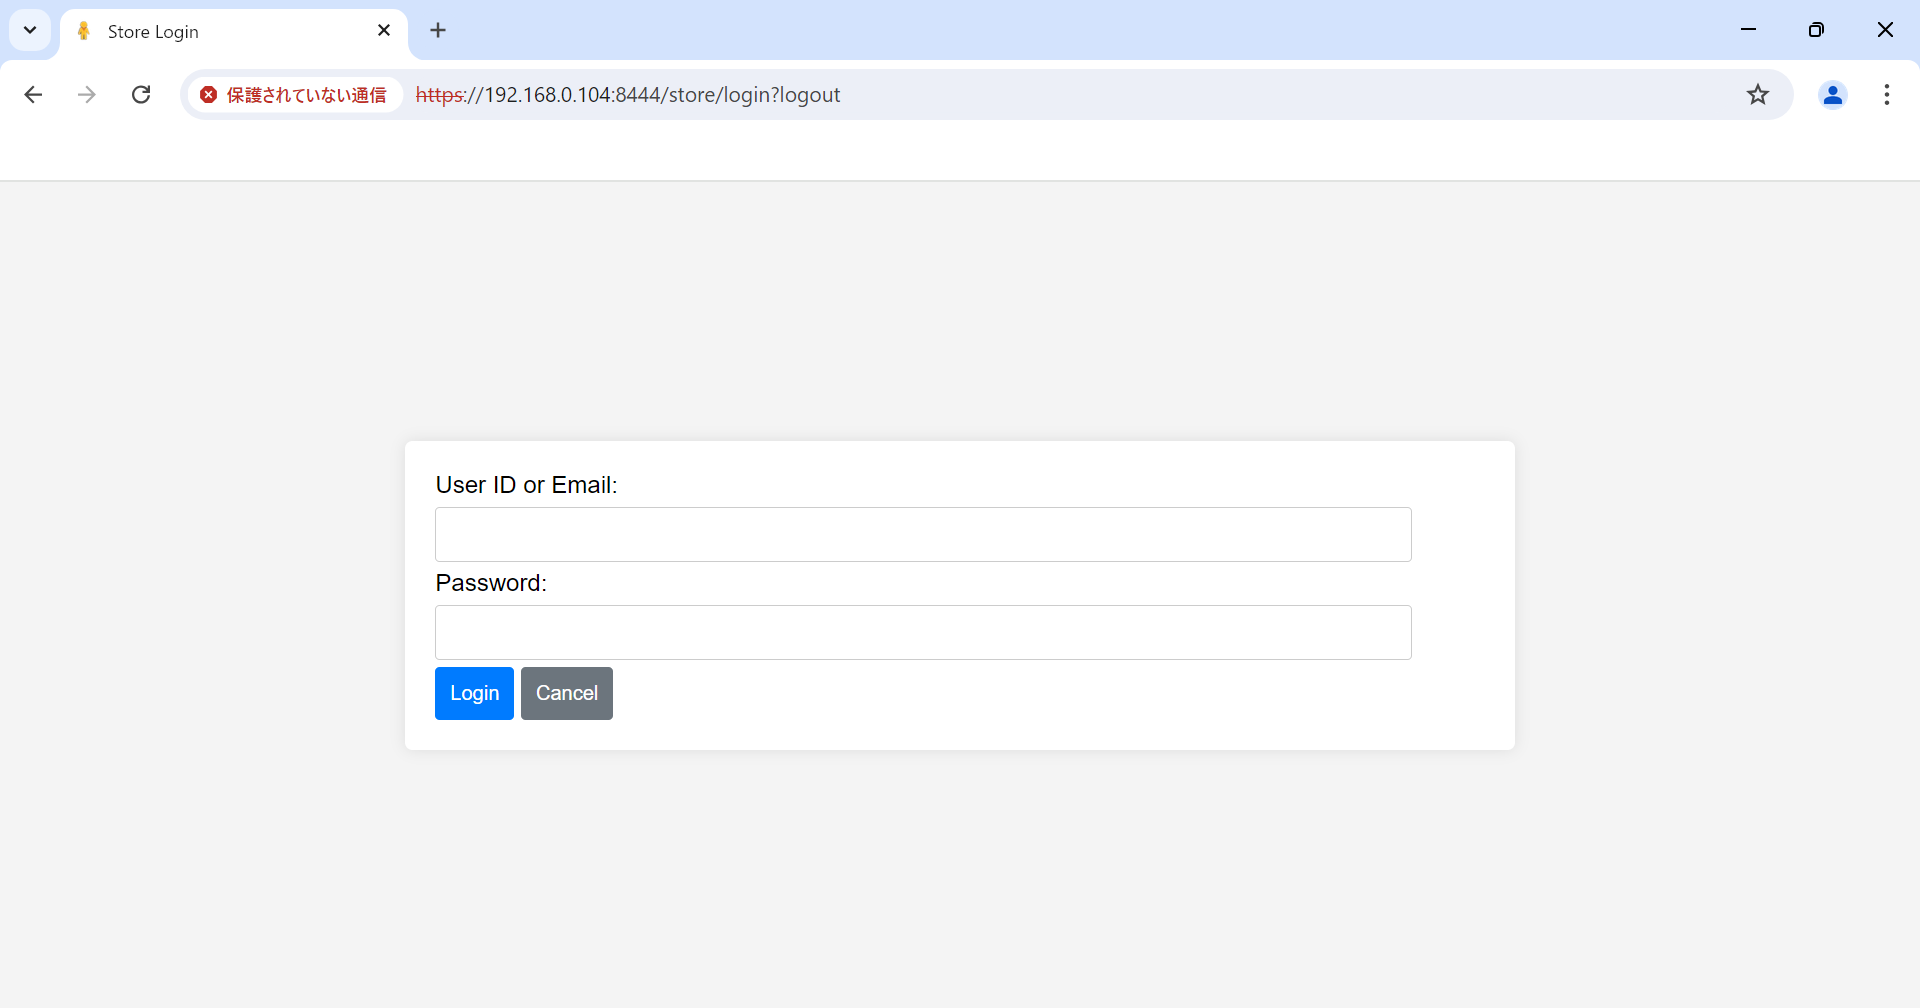 Store Login
保護されていない通信 https://192.168.0.104:8444/store/login?logout
User ID or Email:
Password:
Login Cancel